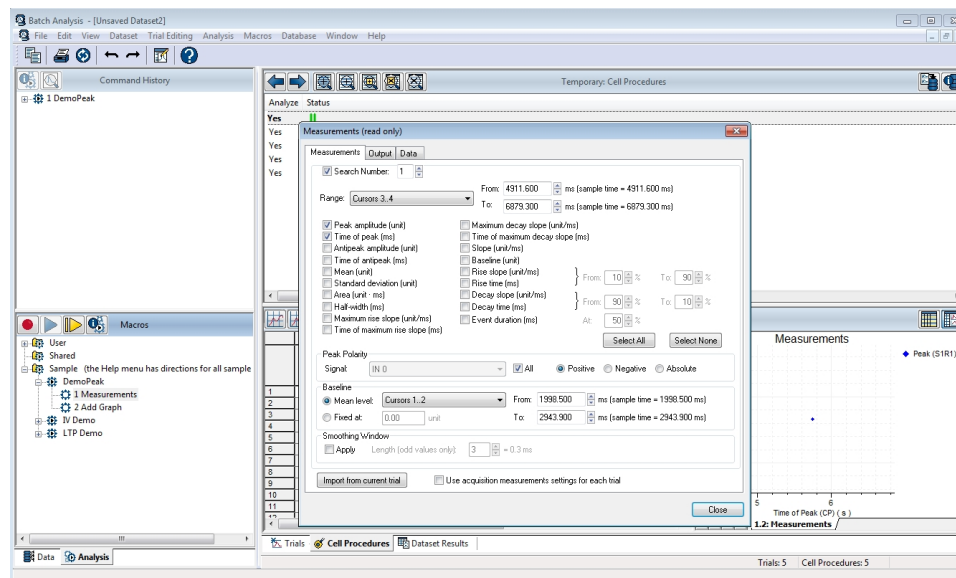 Batch Analysis - [Unsaved Dataset2]
File Edit View Dataset Trial Editing Analysis Macros Database Window Help
Command History
1 DemoPeak
Temporary: Cell Procedures
Analyze Status
Yes
Yes
Yes
Yes
Yes
Measurements (read only)
Measurements Output Data
Search Number: 1
Range: Cursors 3..4
From: 4911.600 ms (sample time = 4911.600 ms)
To: 6879.300 ms (sample time = 6879.300 ms)
Peak amplitude (unit)
Time of peak (ms)
Antipeak amplitude (unit)
Time of antipeak (ms)
Mean (unit)
Standard deviation (unit)
Area (unit · ms)
Half-width (ms)
Maximum rise slope (unit/ms)
Time of maximum rise slope (ms)
Maximum decay slope (unit/ms)
Time of maximum decay slope (ms)
Slope (unit/ms)
Baseline (unit)
Rise slope (unit/ms)
Rise time (ms)
} From: 10 % To: 90 %
Decay slope (unit/ms)
Decay time (ms)
} From: 90 % To: 10 %
Event duration (ms) At: 50 %
Select All Select None
Peak Polarity
Signal: IN 0 All Positive Negative Absolute
Baseline
Mean level: Cursors 1..2 From: 1998.500 ms (sample time = 1998.500 ms)
Fixed at: 0.00 unit To: 2943.900 ms (sample time = 2943.900 ms)
Smoothing Window
Apply Length (odd values only): 3 = 0.3 ms
Import from current trial Use acquisition measurements settings for each trial
Close
Macros
User
Shared
Sample (the Help menu has directions for all sample
DemoPeak
1 Measurements
2 Add Graph
IV Demo
LTP Demo
1
2
3
4
5
6
7
8
9
10
11
Measurements
Peak (S1R1)
5 6
Time of Peak (CP) ( s )
1.2: Measurements
Trials Cell Procedures Dataset Results
Data Analysis
Trials: 5 Cell Procedures: 5